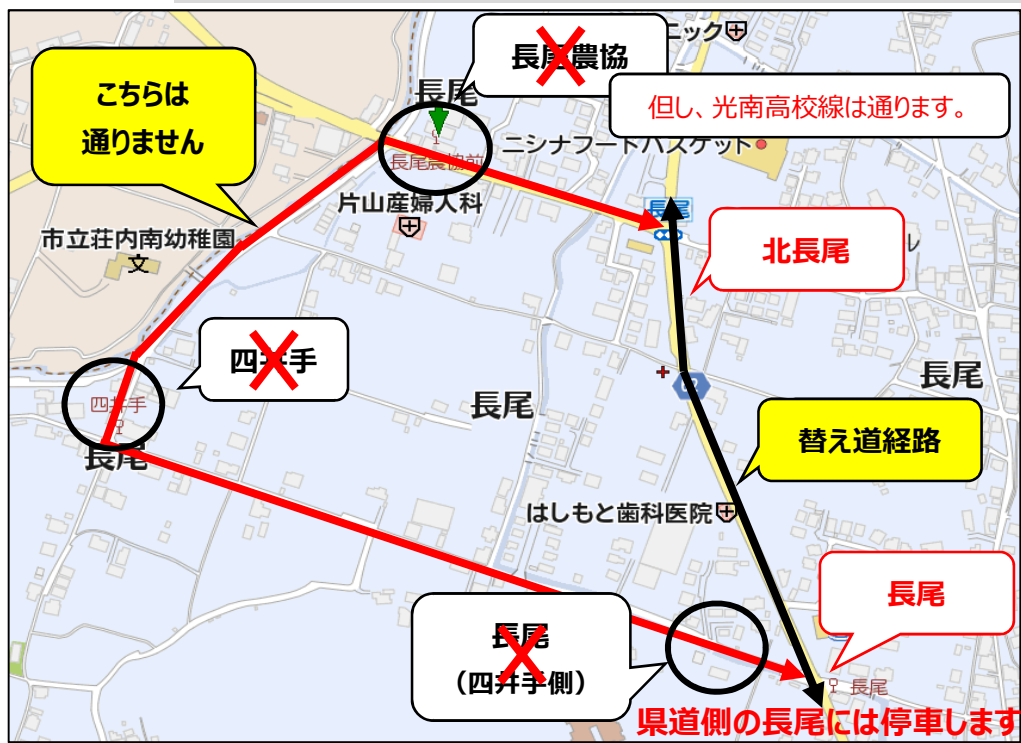 ニック
長尾農協
こちらは
通りません
長尾
但し、光南高校線は通ります。
ニシナフードバスケット
長尾農協前
片山産婦人科
長尾
市立荘内南幼稚園
文
北長尾
ル
四井手
長尾
四井手
長尾
長尾
替え道経路
はしもと歯科医院
長尾
長尾
(四井手側)
長尾
県道側の長尾には停車します